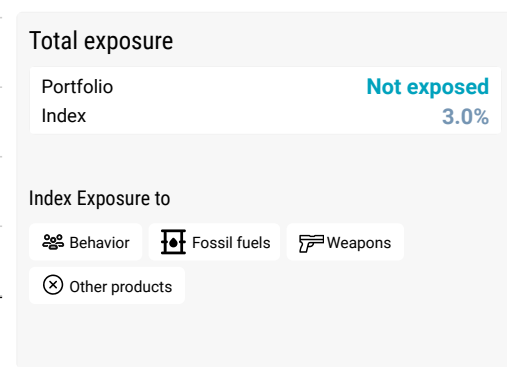 Total exposure
Portfolio Not exposed
Index 3.0%
Index Exposure to
Behavior Fossil fuels Weapons
Other products